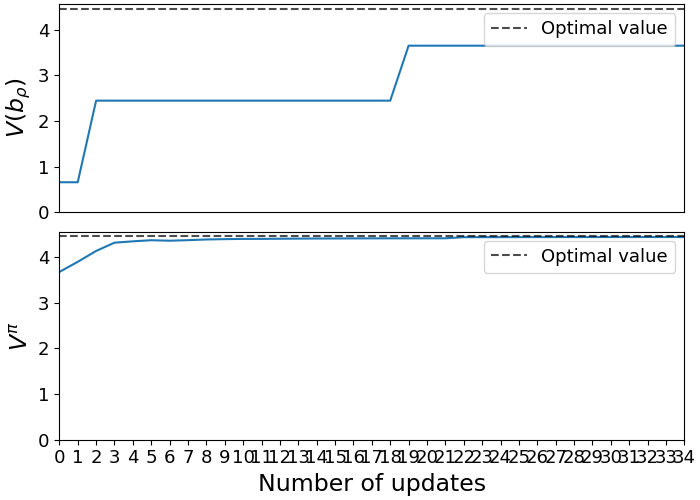 Optimal value
4
3
2
1
0
V(b_ρ)
Optimal value
4
3
2
1
0
V^π
0 1 2 3 4 5 6 7 8 9 10 11 12 13 14 15 16 17 18 19 20 21 22 23 24 25 26 27 28 29 30 31 32 33 34
Number of updates